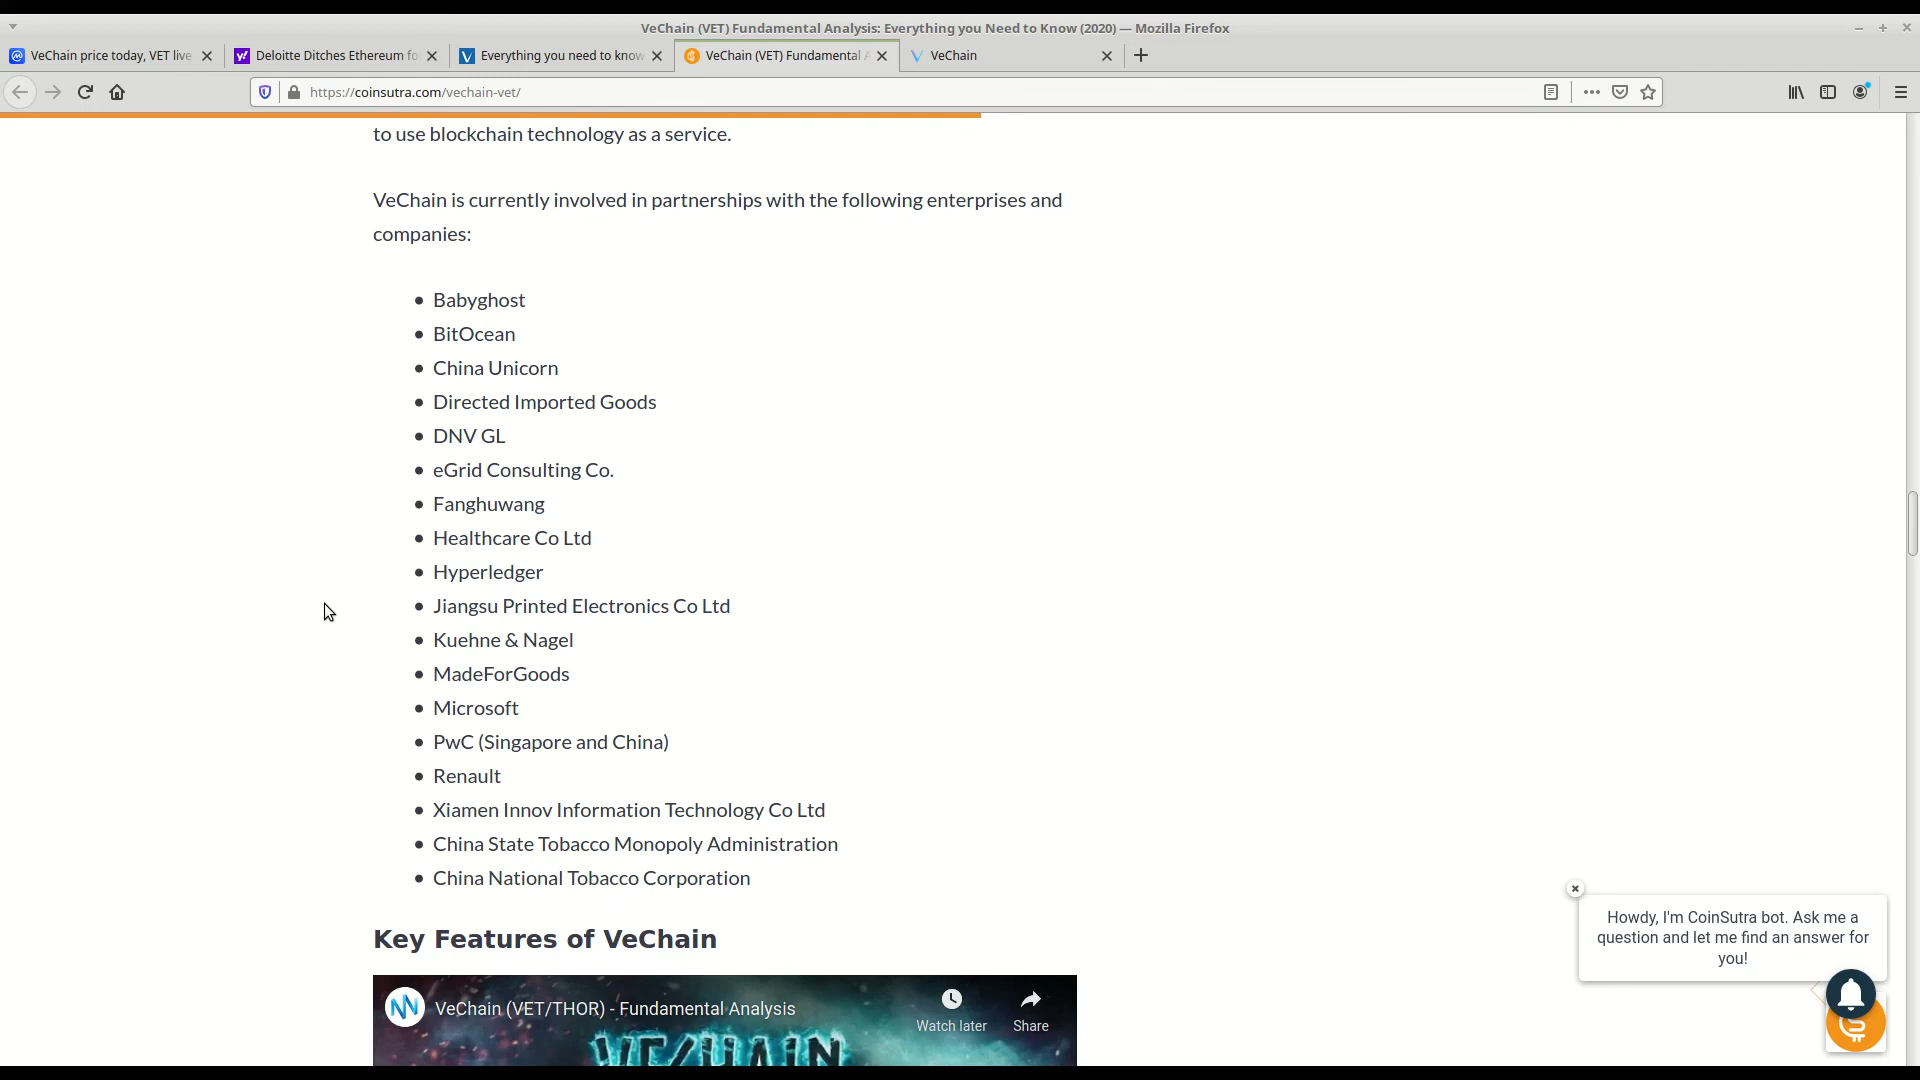 VeChain (VET) Fundamental Analysis: Everything you Need to Know (2020) — Mozilla Firefox
VeChain price today, VET live
Deloitte Ditches Ethereum fo
Everything you need to know
VeChain (VET) Fundamental A
VeChain
https://coinsutra.com/vechain-vet/
to use blockchain technology as a service.
VeChain is currently involved in partnerships with the following enterprises and
companies:
• Babyghost
• BitOcean
• China Unicorn
• Directed Imported Goods
• DNV GL
• eGrid Consulting Co.
• Fanghuwang
• Healthcare Co Ltd
• Hyperledger
• Jiangsu Printed Electronics Co Ltd
• Kuehne & Nagel
• MadeForGoods
• Microsoft
• PwC (Singapore and China)
• Renault
• Xiamen Innov Information Technology Co Ltd
• China State Tobacco Monopoly Administration
• China National Tobacco Corporation
Key Features of VeChain
VeChain (VET/THOR) - Fundamental Analysis
Watch later
Share
VECHAIN
Howdy, I'm CoinSutra bot. Ask me a
question and let me find an answer for
you!